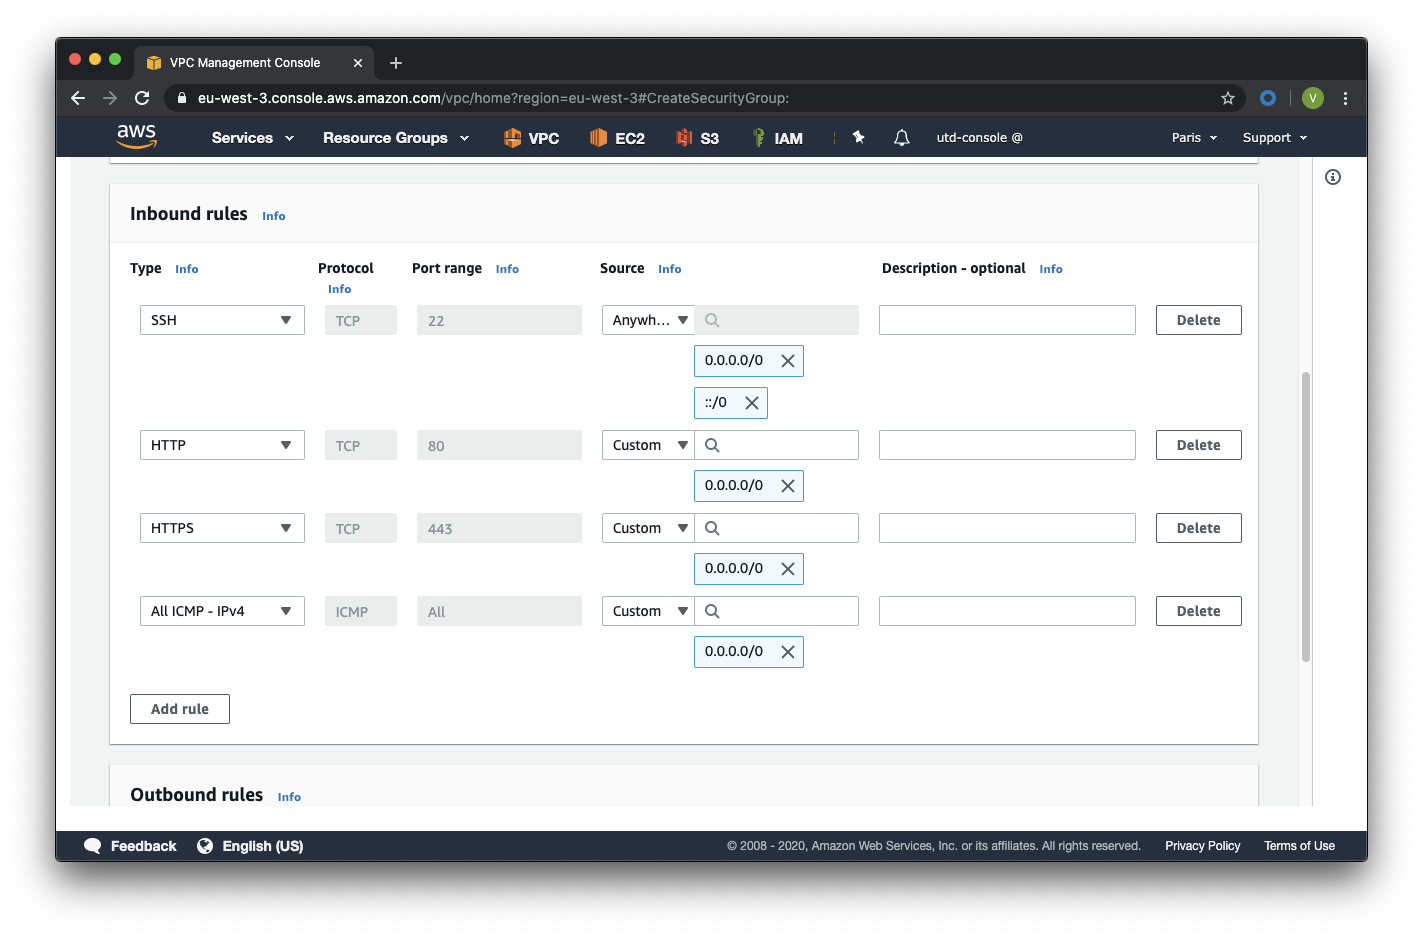 VPC Management Console
eu-west-3.console.aws.amazon.com/vpc/home?region=eu-west-3#CreateSecurityGroup:
V
aws Services Resource Groups VPC EC2 S3 IAM utd-console @ Paris Support
Inbound rules Info
Type Info Protocol Info Port range Info Source Info Description - optional Info
SSH TCP 22 Anywh... Delete
0.0.0.0/0
::/0
HTTP TCP 80 Custom Delete
0.0.0.0/0
HTTPS TCP 443 Custom Delete
0.0.0.0/0
All ICMP - IPv4 ICMP All Custom Delete
0.0.0.0/0
Add rule
Outbound rules Info
Feedback English (US) © 2008 - 2020, Amazon Web Services, Inc. or its affiliates. All rights reserved. Privacy Policy Terms of Use